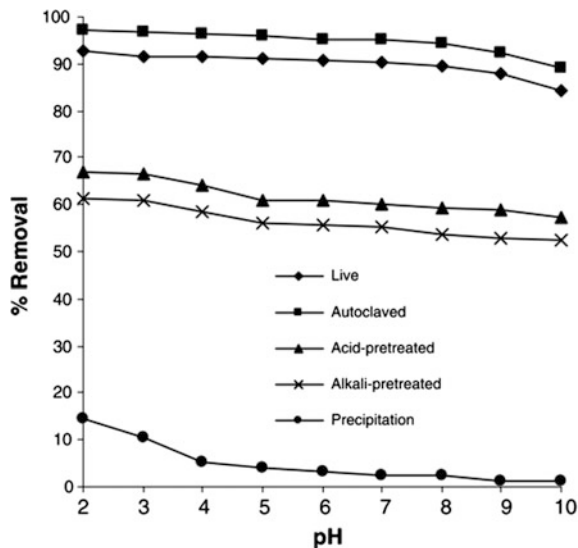 100
90
80
70
60
50
40
30
20
10
0
% Removal
Live
Autoclaved
Acid-pretreated
Alkali-pretreated
Precipitation
2 3 4 5 6 7 8 9 10
pH